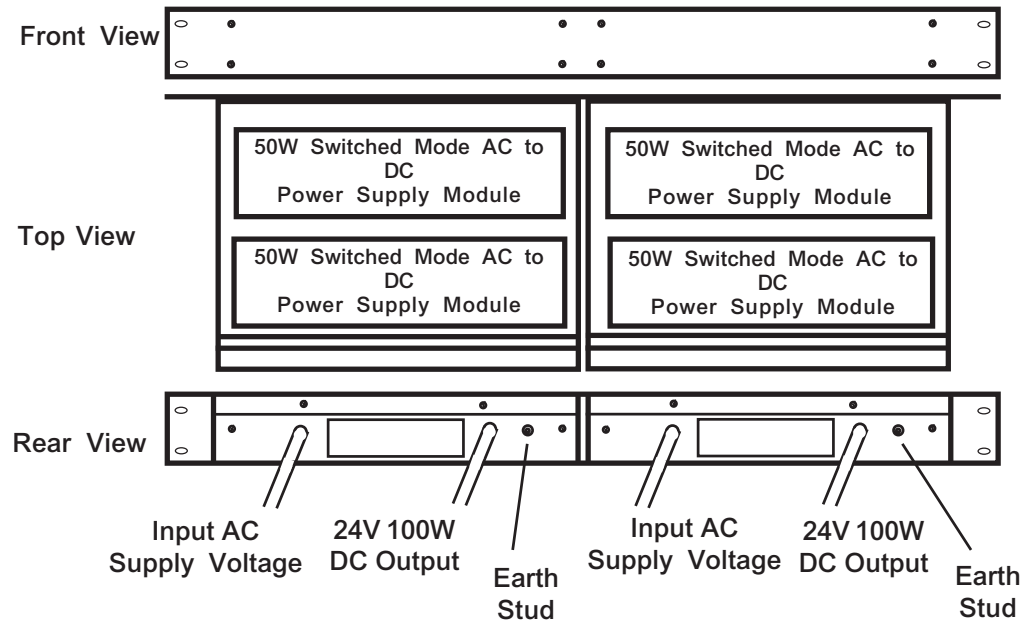 Front View
50W Switched Mode AC to
DC
Power Supply Module
50W Switched Mode AC to
DC
Power Supply Module
Top View
50W Switched Mode AC to
DC
Power Supply Module
50W Switched Mode AC to
DC
Power Supply Module
Rear View
Input AC
Supply Voltage
24V 100W
DC Output
Earth
Stud
Input AC
Supply Voltage
24V 100W
DC Output
Earth
Stud